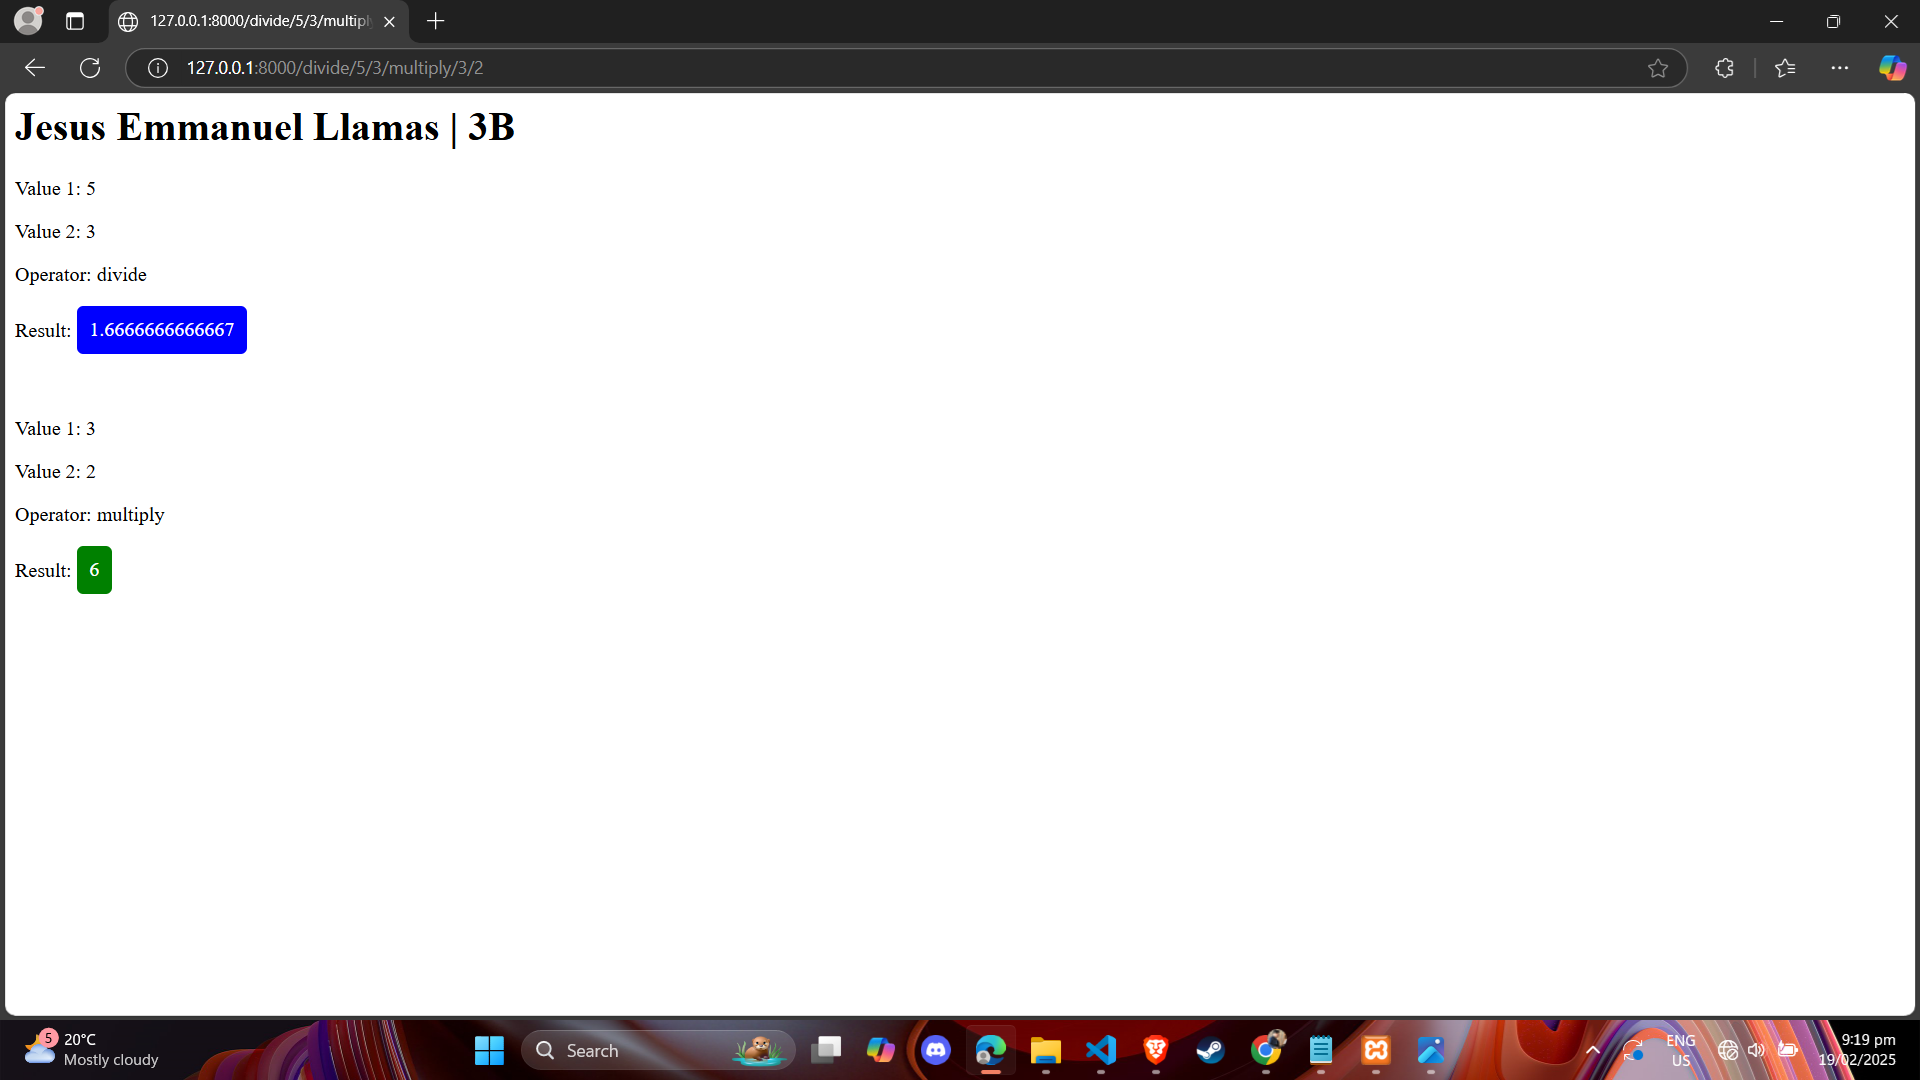 127.0.0.1:8000/divide/5/3/multipl
127.0.0.1:8000/divide/5/3/multiply/3/2
Jesus Emmanuel Llamas | 3B
Value 1: 5
Value 2: 3
Operator: divide
Result: 1.6666666666667
Value 1: 3
Value 2: 2
Operator: multiply
Result: 6
5
20°C
Mostly cloudy
Search
ENG
US
9:19 pm
19/02/2025